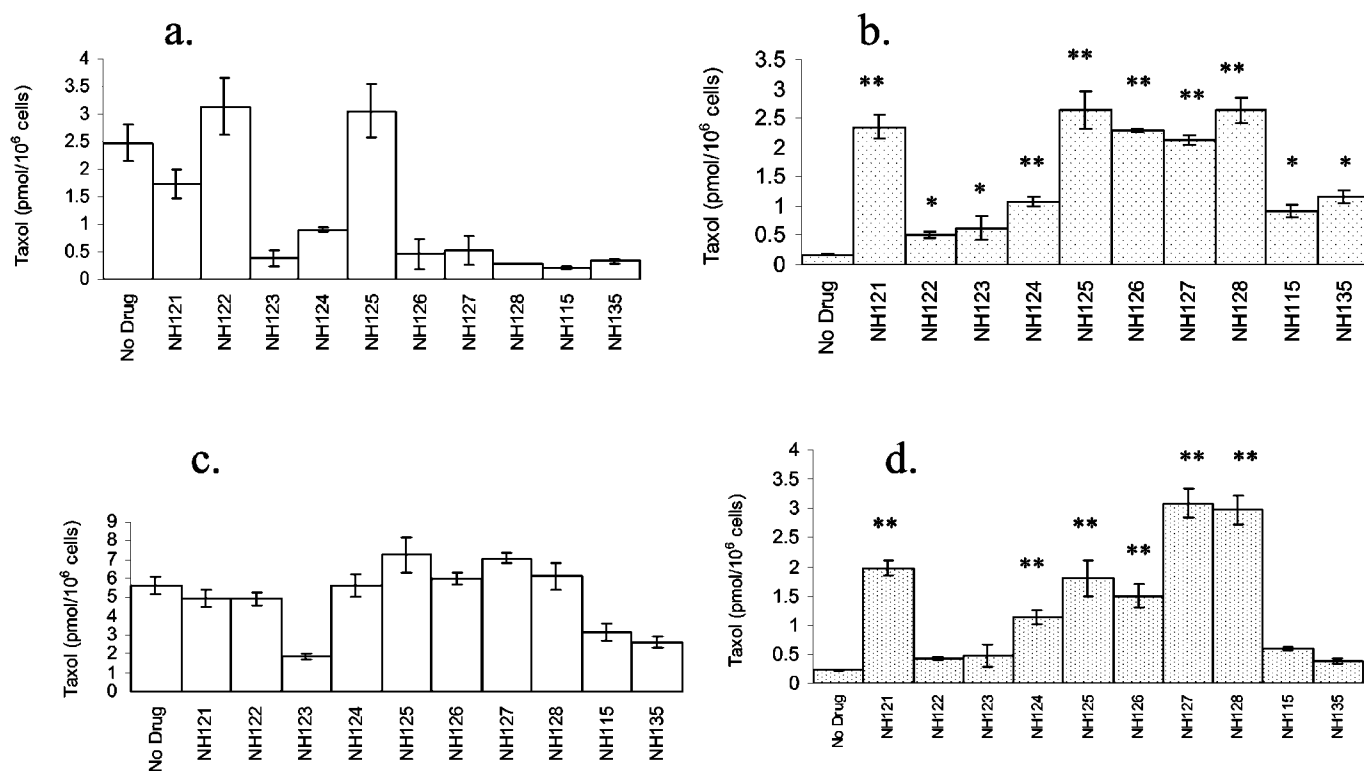 a.
Taxol (pmol/10⁶ cells)
4
3.5
3
2.5
2
1.5
1
0.5
0
No Drug
NH121
NH122
NH123
NH124
NH125
NH126
NH127
NH128
NH115
NH135
b.
Taxol (pmol/10⁶ cells)
3.5
3
2.5
2
1.5
1
0.5
0
** * * ** ** ** ** ** * *
No Drug
NH121
NH122
NH123
NH124
NH125
NH126
NH127
NH128
NH115
NH135
c.
Taxol (pmol/10⁶ cells)
9
8
7
6
5
4
3
2
1
0
No Drug
NH121
NH122
NH123
NH124
NH125
NH126
NH127
NH128
NH115
NH135
d.
Taxol (pmol/10⁶ cells)
4
3.5
3
2.5
2
1.5
1
0.5
0
** ** ** ** ** **
No Drug
NH121
NH122
NH123
NH124
NH125
NH126
NH127
NH128
NH115
NH135